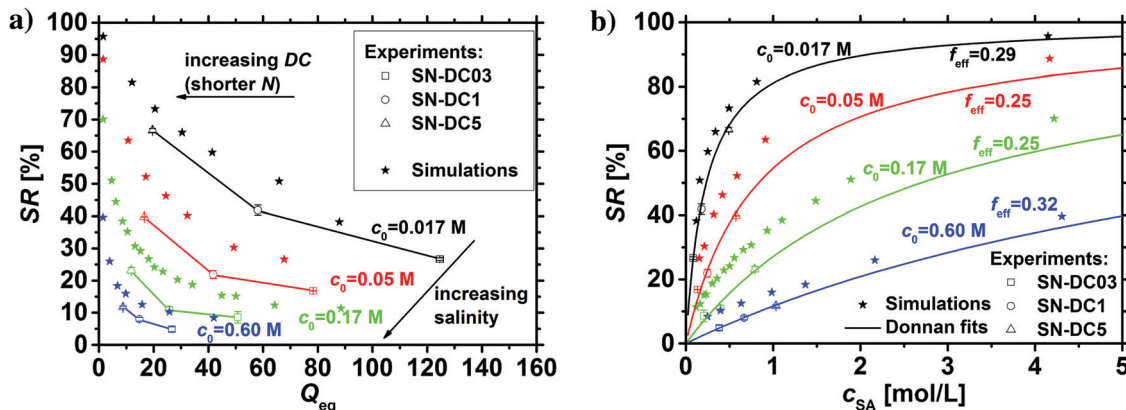 a)
SR [%]
100
90
80
70
60
50
40
30
20
10
0
increasing DC
(shorter N)
Experiments:
SN-DC03
SN-DC1
SN-DC5
Simulations
c₀=0.017 M
c₀=0.05 M
c₀=0.17 M
c₀=0.60 M
increasing
salinity
0 20 40 60 80 100 120 140 160
Qeq
b)
SR [%]
100
80
60
40
20
0
c₀=0.017 M
feff=0.29
c₀=0.05 M
feff=0.25
c₀=0.17 M
feff=0.25
c₀=0.60 M
feff=0.32
Simulations
Donnan fits
Experiments:
SN-DC03
SN-DC1
SN-DC5
0 1 2 3 4 5
cSA [mol/L]